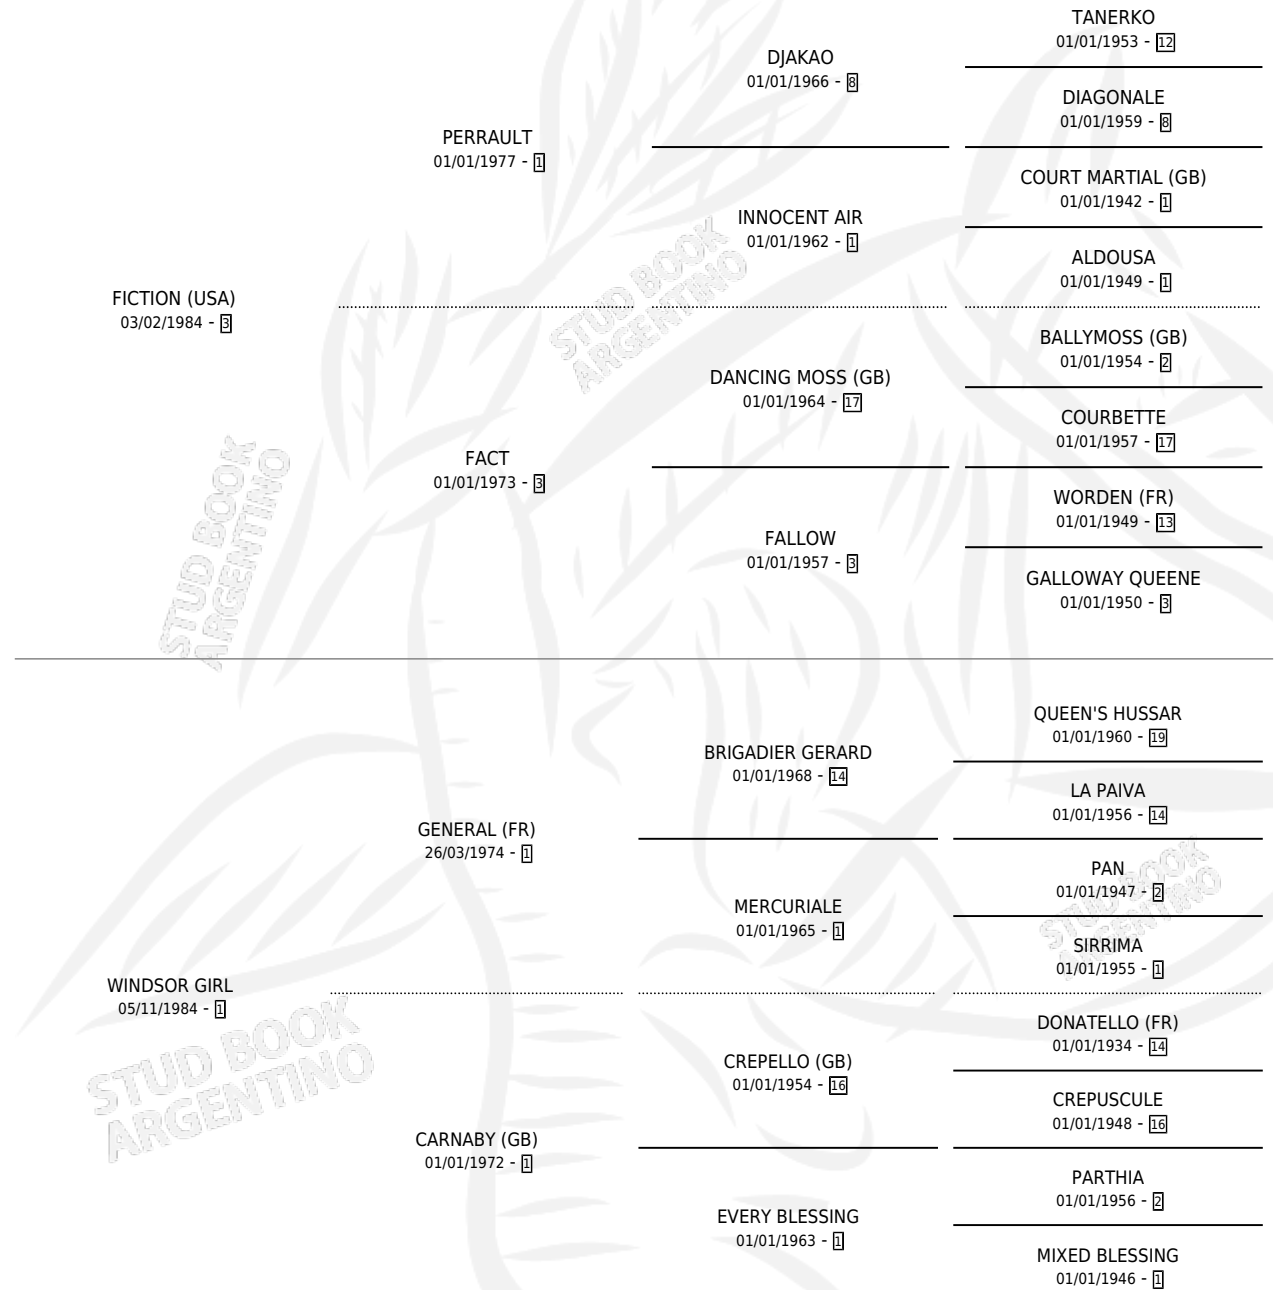 TANERKO
01/01/1953 - 12
DJAKAO
01/01/1966 - 8
DIAGONALE
01/01/1959 - 8
PERRAULT
01/01/1977 - 1
COURT MARTIAL (GB)
01/01/1942 - 1
INNOCENT AIR
01/01/1962 - 1
ALDOUSA
01/01/1949 - 1
FICTION (USA)
03/02/1984 - 3
BALLYMOSS (GB)
01/01/1954 - 2
DANCING MOSS (GB)
01/01/1964 - 17
COURBETTE
01/01/1957 - 17
FACT
01/01/1973 - 3
WORDEN (FR)
01/01/1949 - 13
FALLOW
01/01/1957 - 3
GALLOWAY QUEENE
01/01/1950 - 3
QUEEN'S HUSSAR
01/01/1960 - 19
BRIGADIER GERARD
01/01/1968 - 14
LA PAIVA
01/01/1956 - 14
GENERAL (FR)
26/03/1974 - 1
PAN
01/01/1947 - 2
MERCURIALE
01/01/1965 - 1
SIRRIMA
01/01/1955 - 1
WINDSOR GIRL
05/11/1984 - 1
DONATELLO (FR)
01/01/1934 - 14
CREPELLO (GB)
01/01/1954 - 16
CREPUSCULE
01/01/1948 - 16
CARNABY (GB)
01/01/1972 - 1
PARTHIA
01/01/1956 - 2
EVERY BLESSING
01/01/1963 - 1
MIXED BLESSING
01/01/1946 - 1
STUD BOOK
ARGENTINO
STUD BOOK
ARGENTINO
STUD BOOK
ARGENTINO
STUD BOOK
ARGENTINO